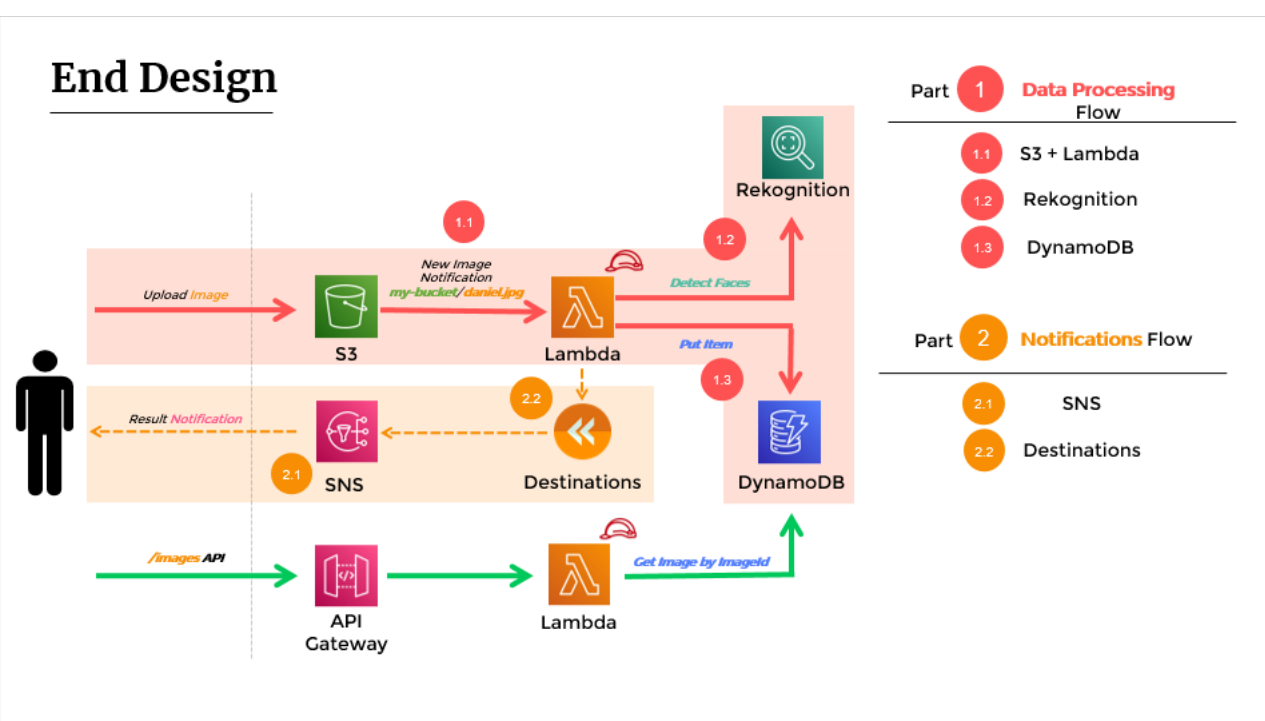 End Design
Part 1 Data Processing
Flow
1.1 S3 + Lambda
1.2 Rekognition
1.3 DynamoDB
Part 2 Notifications Flow
2.1 SNS
2.2 Destinations
Rekognition
1.1
1.2
New Image
Notification
my-bucket/daniel.jpg
Upload Image
Detect Faces
S3
Lambda
Put Item
1.3
2.2
Result Notification
2.1
SNS
Destinations
DynamoDB
/images API
Get Image by ImageId
API
Gateway
Lambda